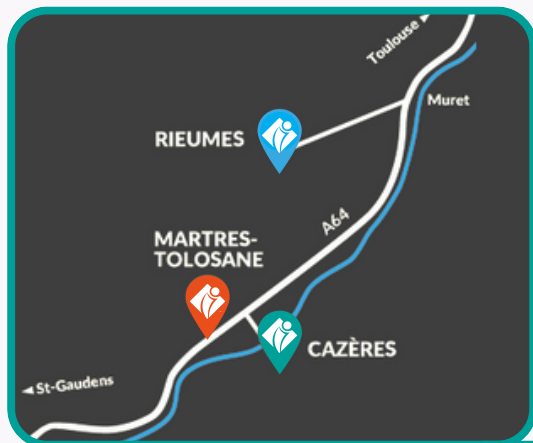 Toulouse
Muret
RIEUMES
A64
MARTRES-
TOLOSANE
CAZÈRES
St-Gaudens